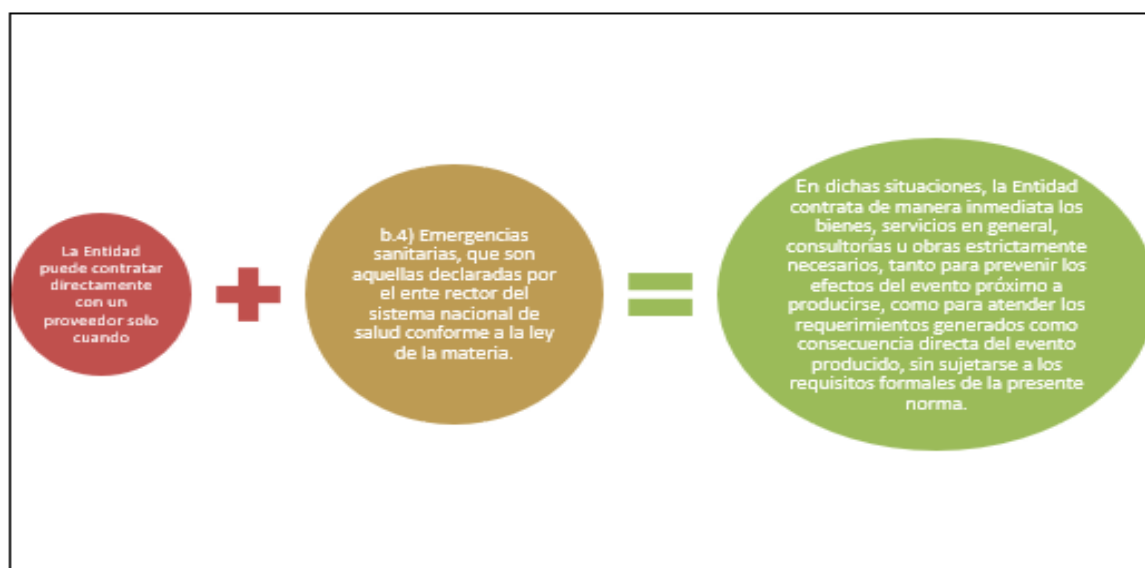 La Entidad
puede contratar
directamente
con un
proveedor solo
cuando
b.4) Emergencias
sanitarias, que son
aquellas declaradas por
el ente rector del
sistema nacional de
salud conforme a la ley
de la materia.
En dichas situaciones, la Entidad
contrata de manera inmediata los
bienes, servicios en general,
consultorías u obras estrictamente
necesarios, tanto para prevenir los
efectos del evento próximo a
producirse, como para atender los
requerimientos generados como
consecuencia directa del evento
producido, sin sujetarse a los
requisitos formales de la presente
norma.